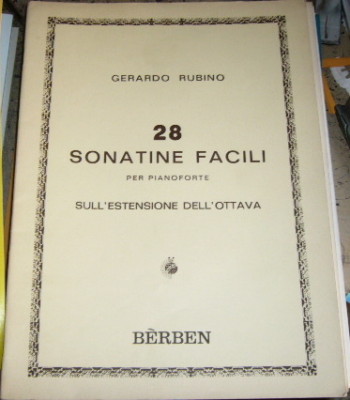 GERARDO RUBINO
28
SONATINE FACILI
PER PIANOFORTE
SULL'ESTENSIONE DELL'OTTAVA
BÈRBEN